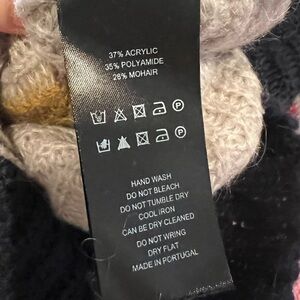 37% ACRYLIC
35% POLYAMIDE
28% MOHAIR
P
P
HAND WASH
DO NOT BLEACH
DO NOT TUMBLE DRY
COOL IRON
CAN BE DRY CLEANED
DO NOT WRING
DRY FLAT
MADE IN PORTUGAL